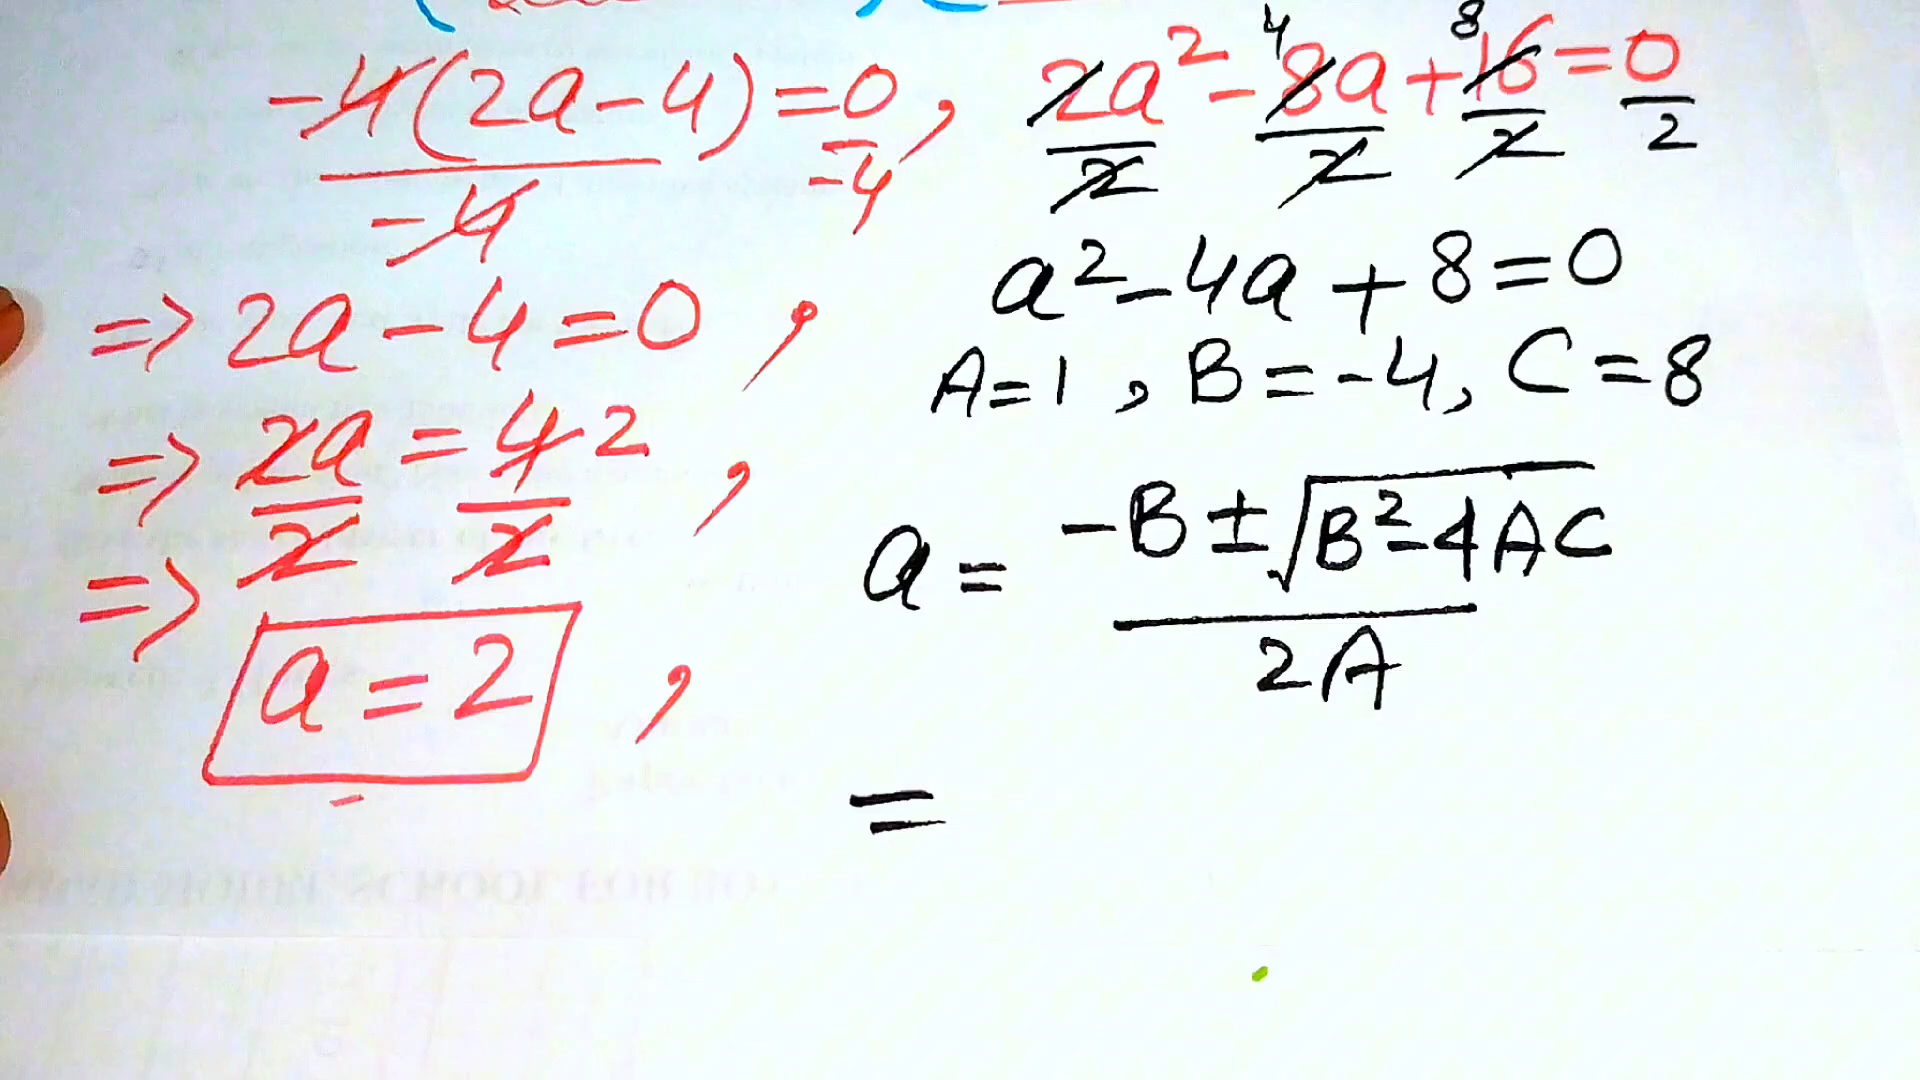 -4(2a-4)=0,
-4 -4
=> 2a-4=0,
=> 2a = 4 2,
2 2
=> a = 2,
4 8
2a²-8a+16=0
2 2 2 2
a²-4a+8=0
A=1, B=-4, C=8
a = -B±√B²-4AC
2A
=